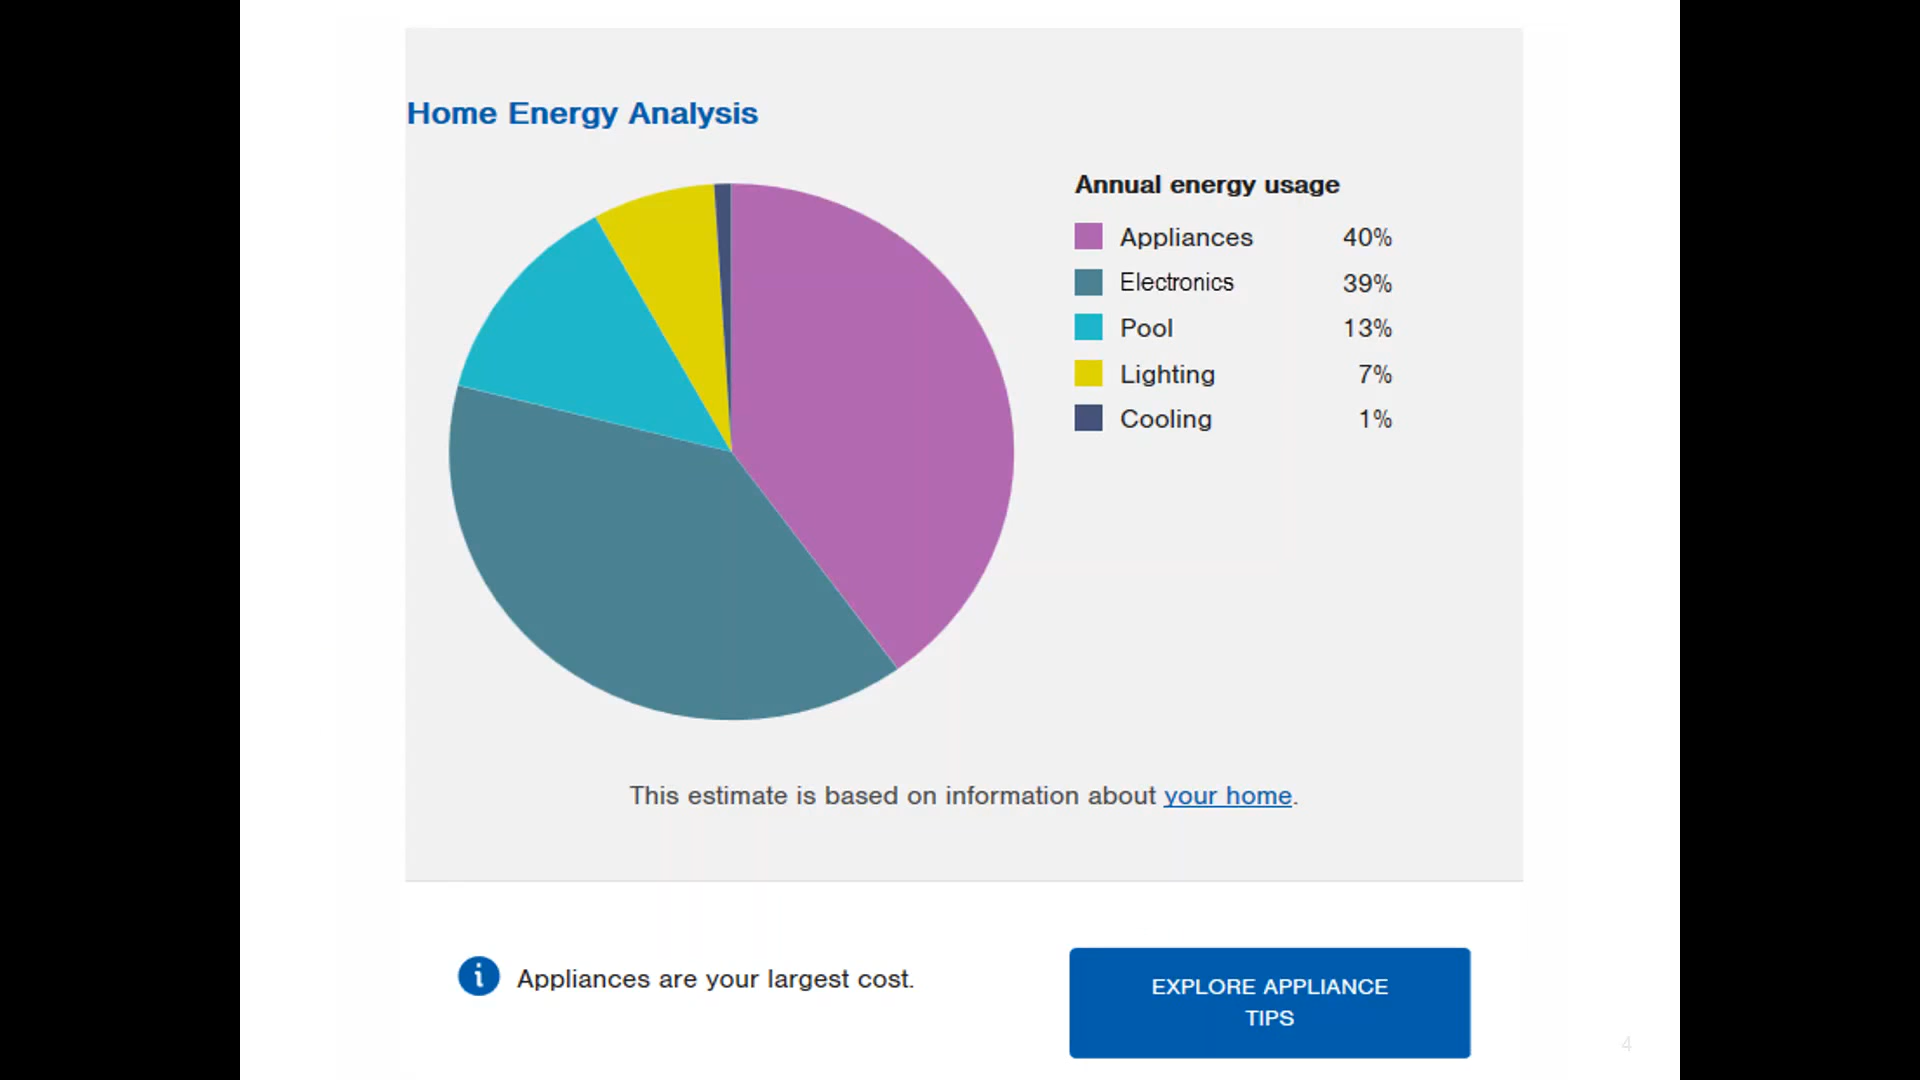 Home Energy Analysis
Annual energy usage
Appliances 40%
Electronics 39%
Pool 13%
Lighting 7%
Cooling 1%
This estimate is based on information about your home.
i Appliances are your largest cost.
EXPLORE APPLIANCE
TIPS
4